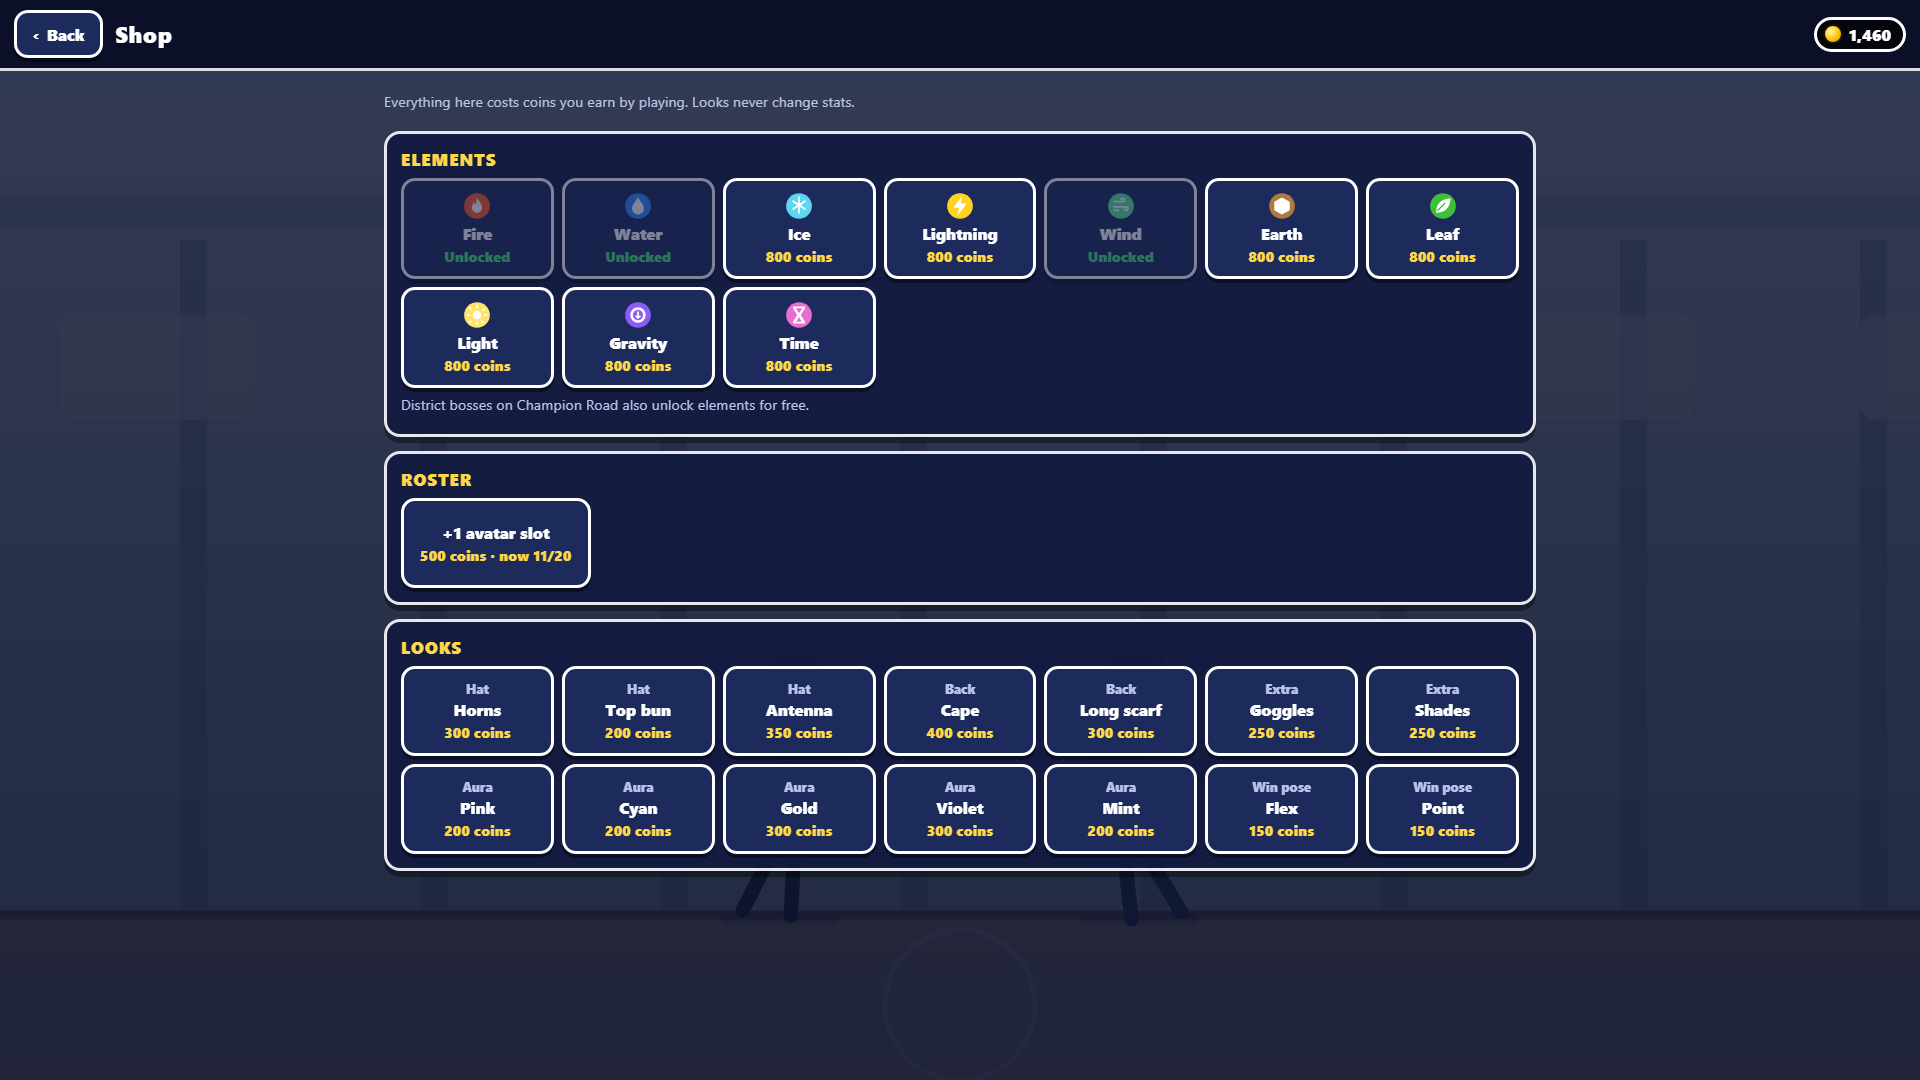 ‹ Back
Shop
1,460
Everything here costs coins you earn by playing. Looks never change stats.
ELEMENTS
Fire
Unlocked
Water
Unlocked
Ice
800 coins
Lightning
800 coins
Wind
Unlocked
Earth
800 coins
Leaf
800 coins
Light
800 coins
Gravity
800 coins
Time
800 coins
District bosses on Champion Road also unlock elements for free.
ROSTER
+1 avatar slot
500 coins · now 11/20
LOOKS
Hat
Horns
300 coins
Hat
Top bun
200 coins
Hat
Antenna
350 coins
Back
Cape
400 coins
Back
Long scarf
300 coins
Extra
Goggles
250 coins
Extra
Shades
250 coins
Aura
Pink
200 coins
Aura
Cyan
200 coins
Aura
Gold
300 coins
Aura
Violet
300 coins
Aura
Mint
200 coins
Win pose
Flex
150 coins
Win pose
Point
150 coins